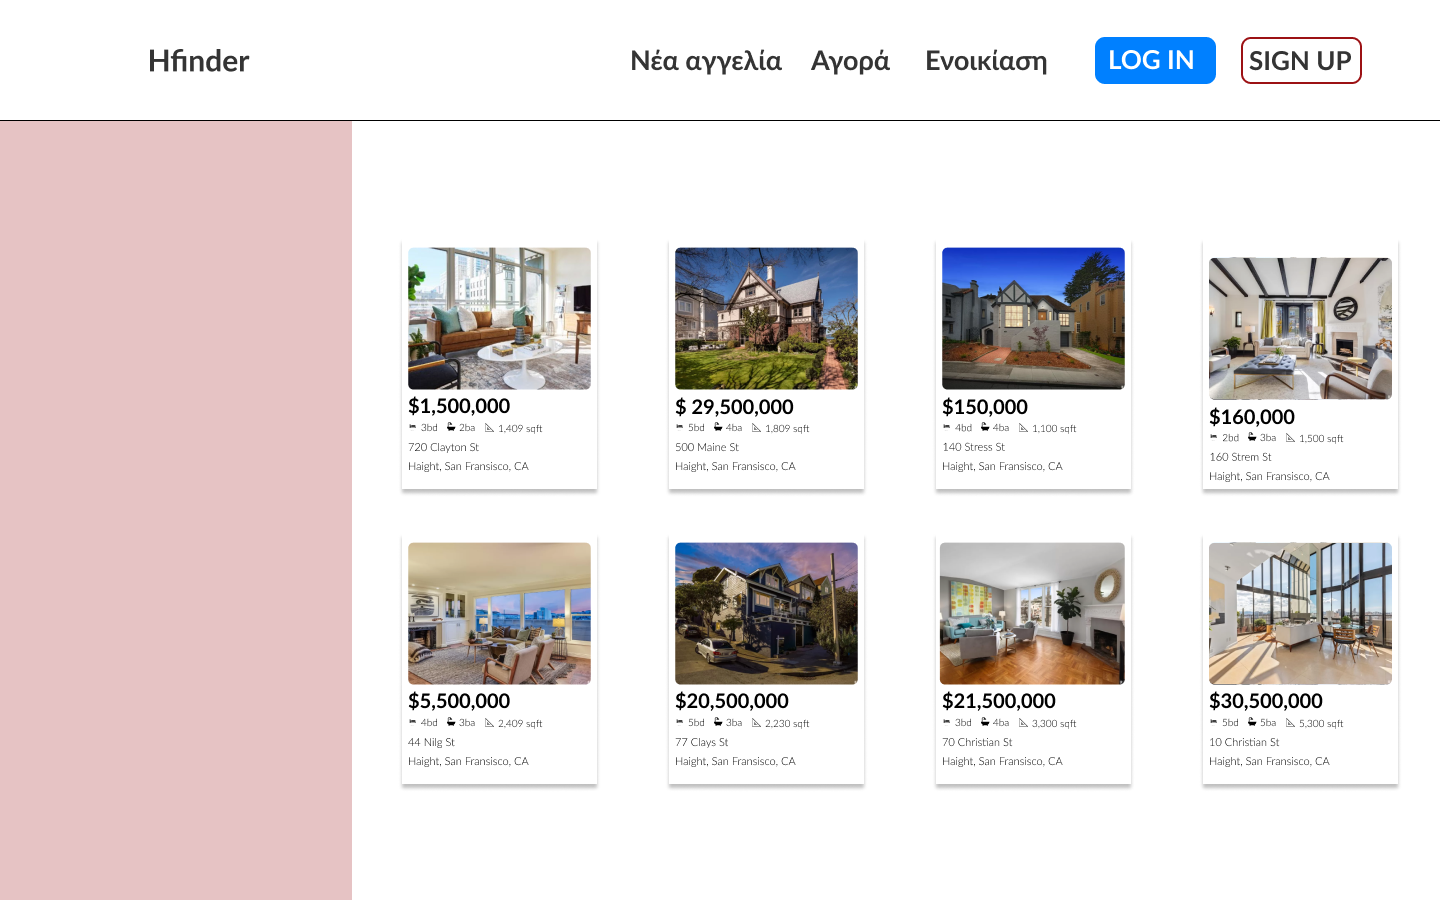 Hfinder
Νέα αγγελία
Αγορά
Ενοικίαση
LOG IN
SIGN UP
$1,500,000
3bd 2ba 1,409 sqft
720 Clayton St
Haight, San Fransisco, CA
$ 29,500,000
5bd 4ba 1,809 sqft
500 Maine St
Haight, San Fransisco, CA
$150,000
4bd 4ba 1,100 sqft
140 Stress St
Haight, San Fransisco, CA
$160,000
2bd 3ba 1,500 sqft
160 Strem St
Haight, San Fransisco, CA
$5,500,000
4bd 3ba 2,409 sqft
44 Nilg St
Haight, San Fransisco, CA
$20,500,000
5bd 3ba 2,230 sqft
77 Clays St
Haight, San Fransisco, CA
$21,500,000
3bd 4ba 3,300 sqft
70 Christian St
Haight, San Fransisco, CA
$30,500,000
5bd 5ba 5,300 sqft
10 Christian St
Haight, San Fransisco, CA